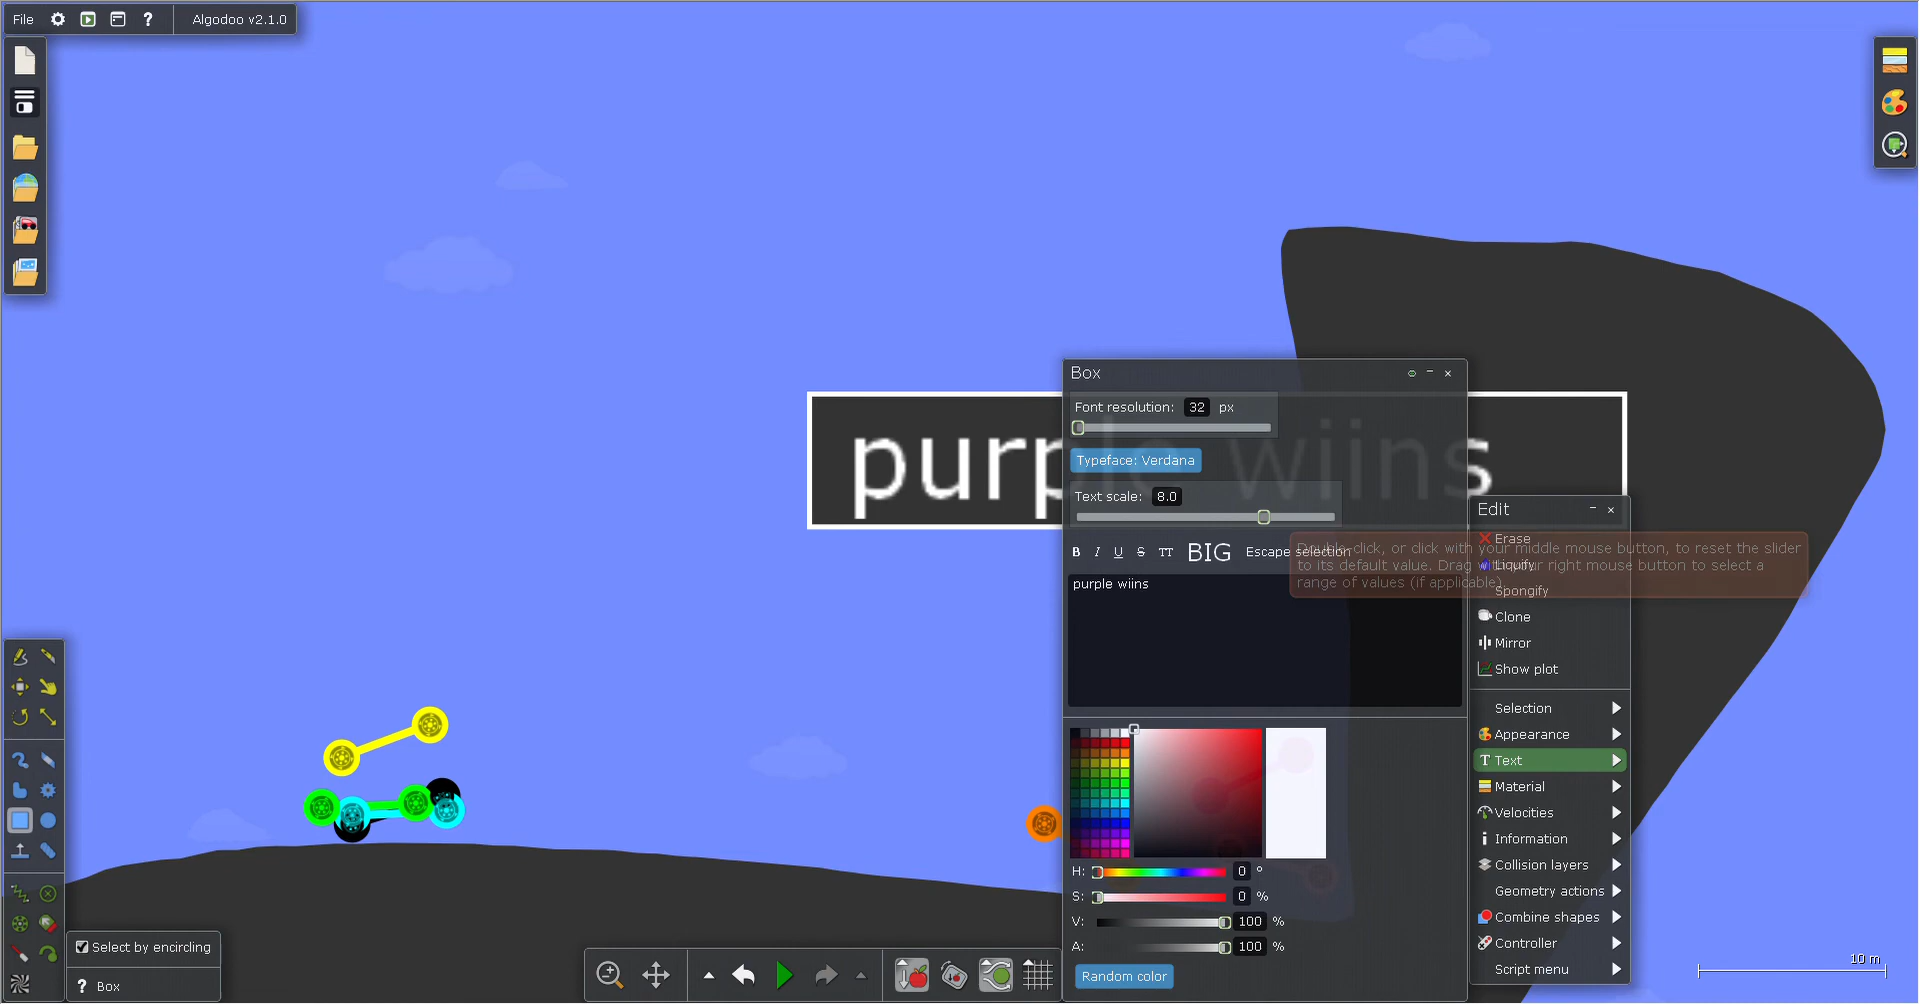 File ? Algodoo v2.1.0
purple wiins
Box
Font resolution: 32 px
Typeface: Verdana
Text scale: 8.0
B I U S TT BIG Escape selection
purple wiins
Double-click, or click with your middle mouse button, to reset the slider
to its default value. Drag with your right mouse button to select a
range of values (if applicable)
H: 0 °
S: 0 %
V: 100 %
A: 100 %
Random color
Edit
Erase
Liquify
Spongify
Clone
Mirror
Show plot
Selection
Appearance
T Text
Material
Velocities
Information
Collision layers
Geometry actions
Combine shapes
Controller
Script menu
Select by encircling
? Box
10 m